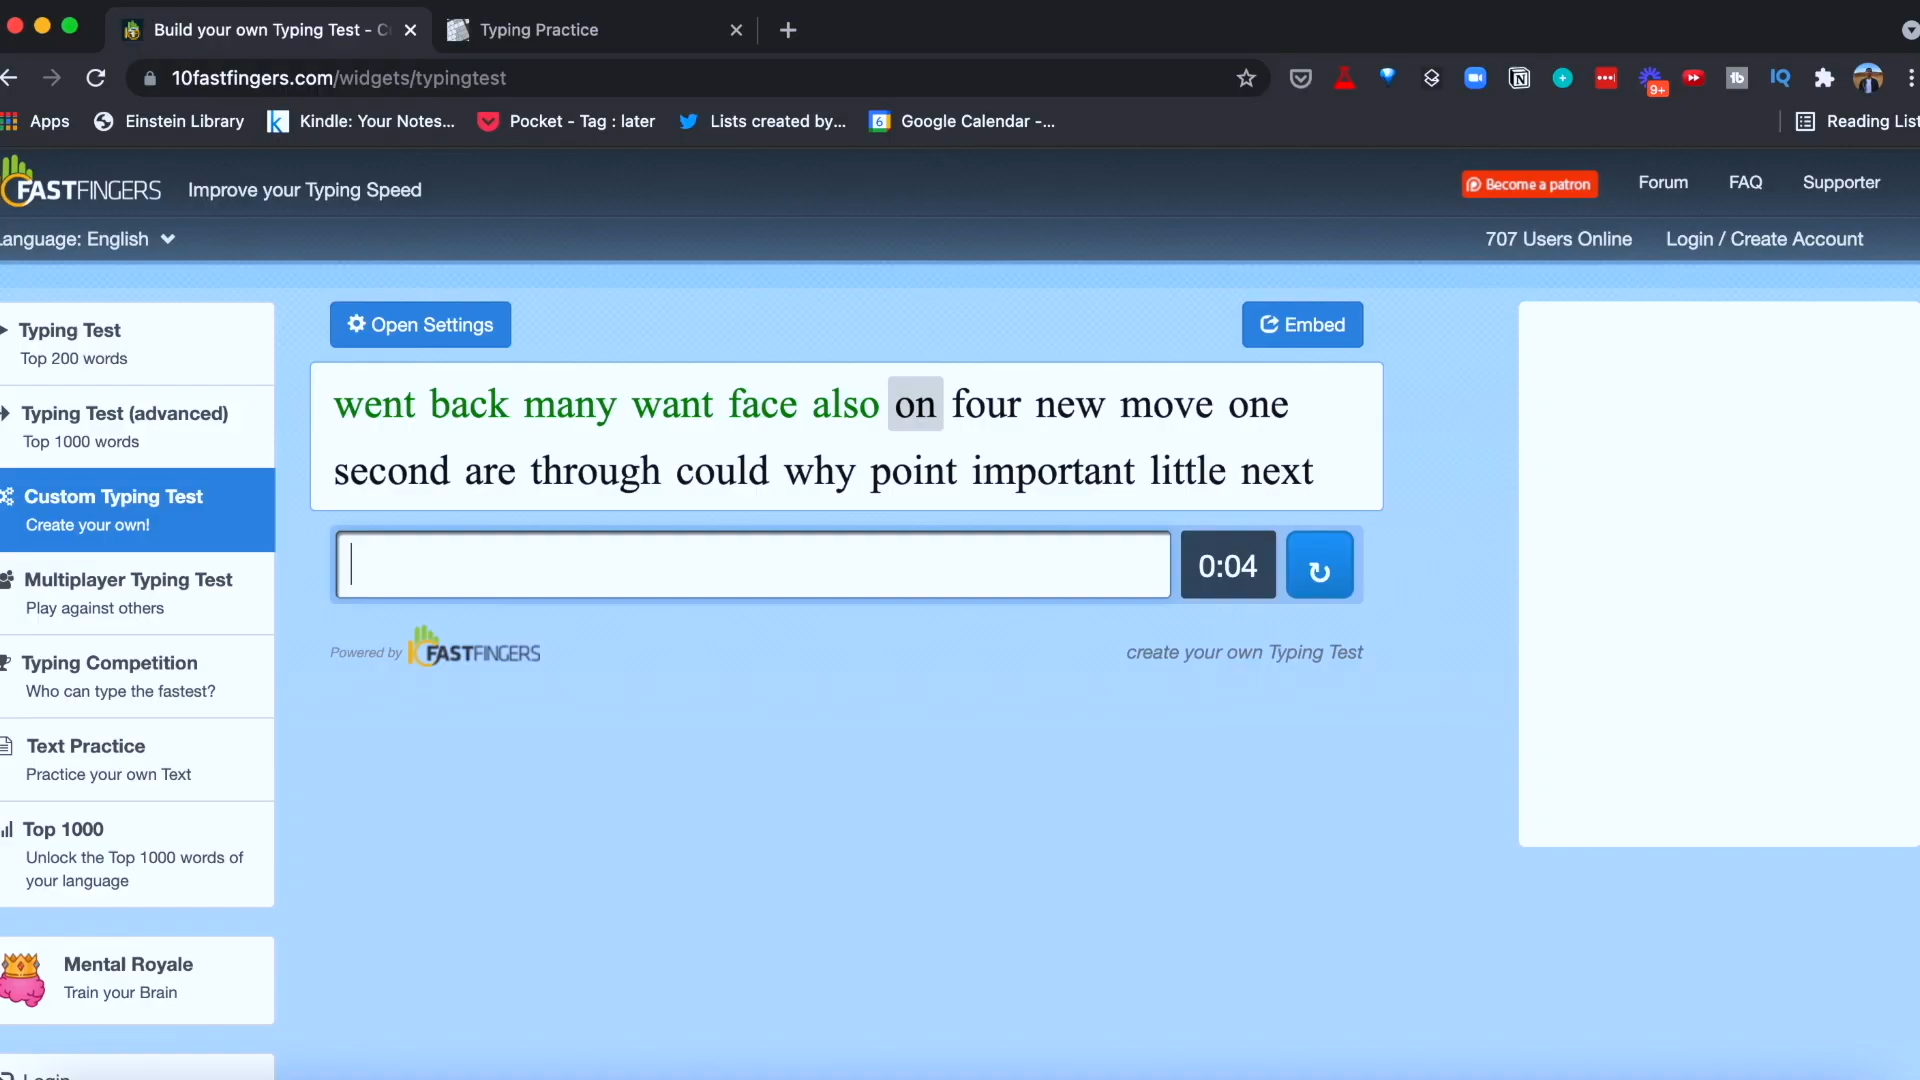 Build your own Typing Test - C
Typing Practice
10fastfingers.com/widgets/typingtest
9+
Apps
Einstein Library
Kindle: Your Notes...
Pocket - Tag : later
Lists created by...
6
Google Calendar -...
Reading List
FASTFINGERS
Improve your Typing Speed
Become a patron
Forum
FAQ
Supporter
anguage: English
707 Users Online
Login / Create Account
Typing Test
Top 200 words
Typing Test (advanced)
Top 1000 words
Custom Typing Test
Create your own!
Multiplayer Typing Test
Play against others
Typing Competition
Who can type the fastest?
Text Practice
Practice your own Text
Top 1000
Unlock the Top 1000 words of
your language
Mental Royale
Train your Brain
Login
Open Settings
Embed
went back many want face also on four new move one
second are through could why point important little next
0:04
Powered by 10FASTFINGERS
create your own Typing Test